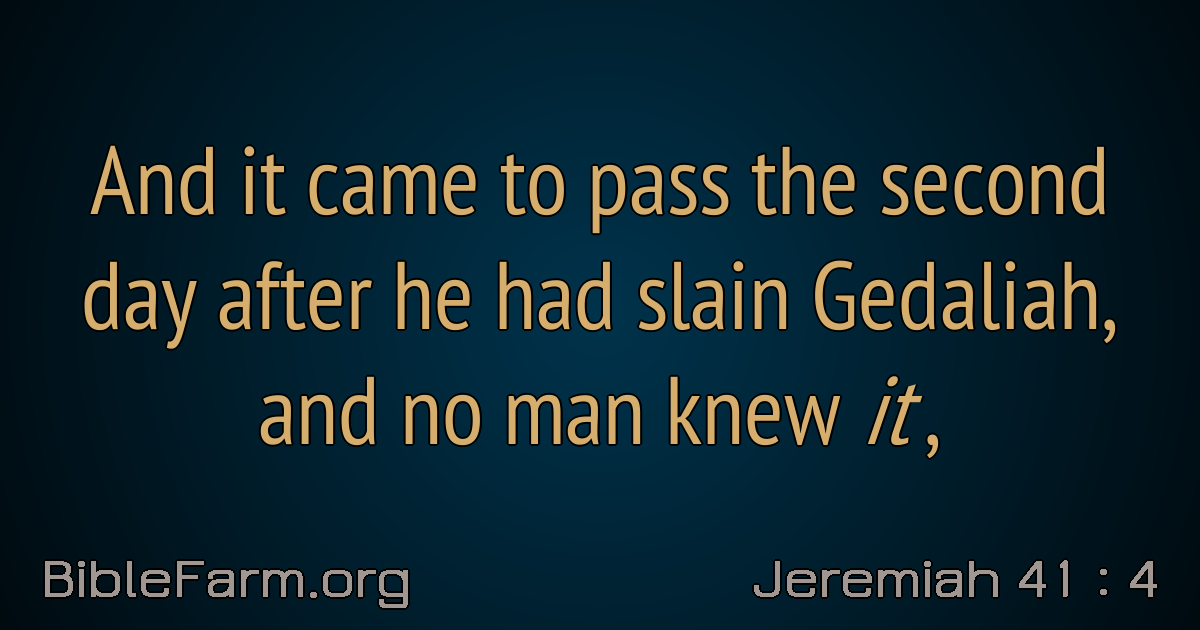 And it came to pass the second
day after he had slain Gedaliah,
and no man knew it,
BibleFarm.org
Jeremiah 41 : 4